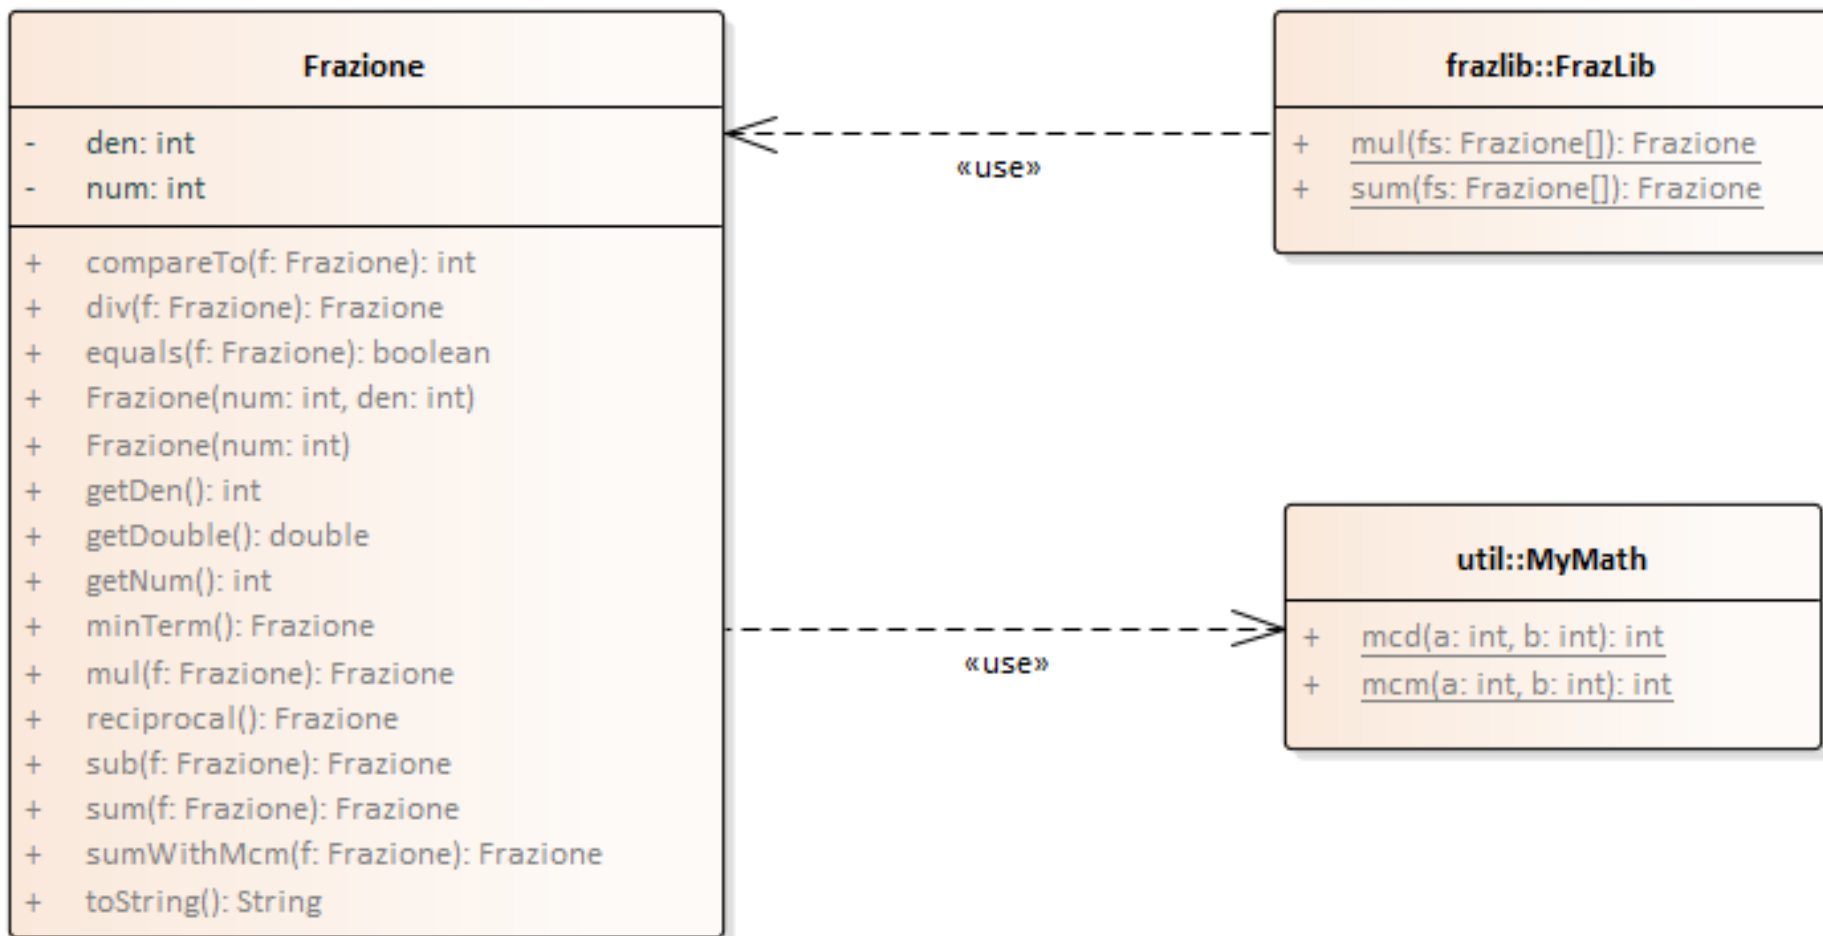 Frazione
- den: int
- num: int
+ compareTo(f: Frazione): int
+ div(f: Frazione): Frazione
+ equals(f: Frazione): boolean
+ Frazione(num: int, den: int)
+ Frazione(num: int)
+ getDen(): int
+ getDouble(): double
+ getNum(): int
+ minTerm(): Frazione
+ mul(f: Frazione): Frazione
+ reciprocal(): Frazione
+ sub(f: Frazione): Frazione
+ sum(f: Frazione): Frazione
+ sumWithMcm(f: Frazione): Frazione
+ toString(): String
«use»
frazlib::FrazLib
+ mul(fs: Frazione[]): Frazione
+ sum(fs: Frazione[]): Frazione
«use»
util::MyMath
+ mcd(a: int, b: int): int
+ mcm(a: int, b: int): int